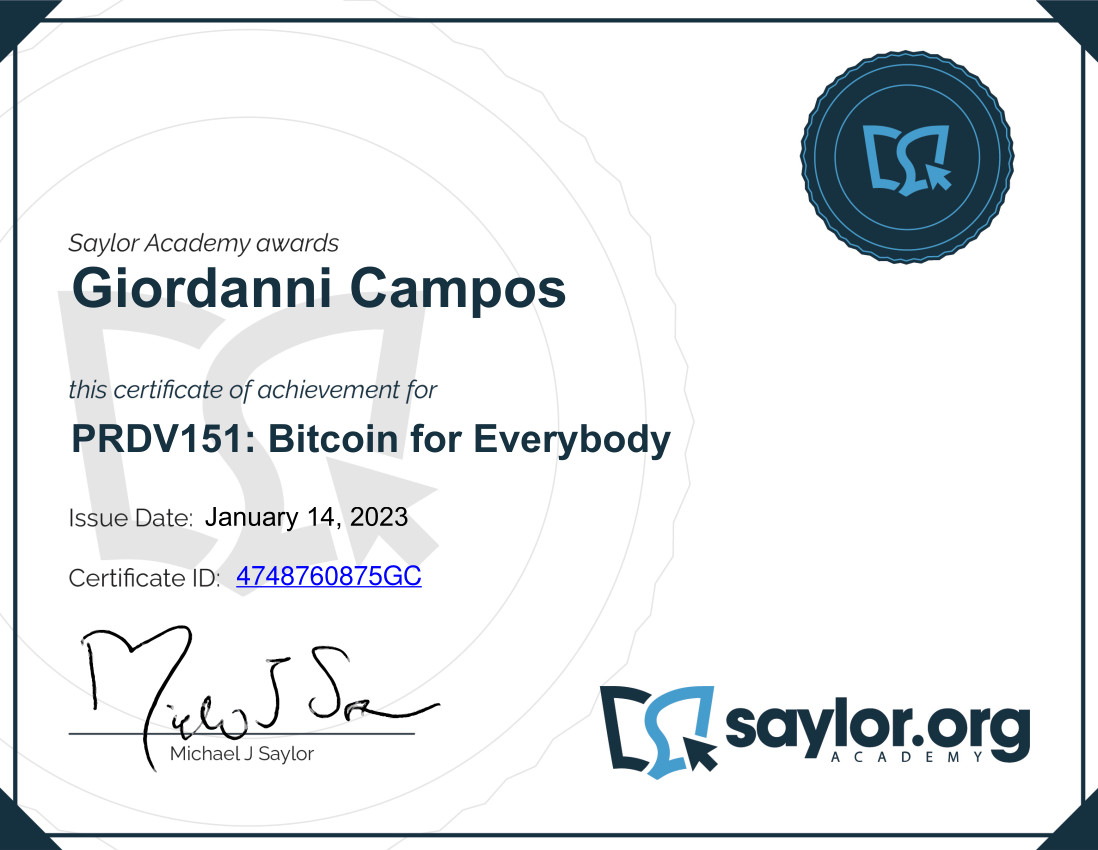 Saylor Academy awards
Giordanni Campos
this certificate of achievement for
PRDV151: Bitcoin for Everybody
Issue Date: January 14, 2023
Certificate ID: 4748760875GC
Michael J Saylor
saylor.org
ACADEMY